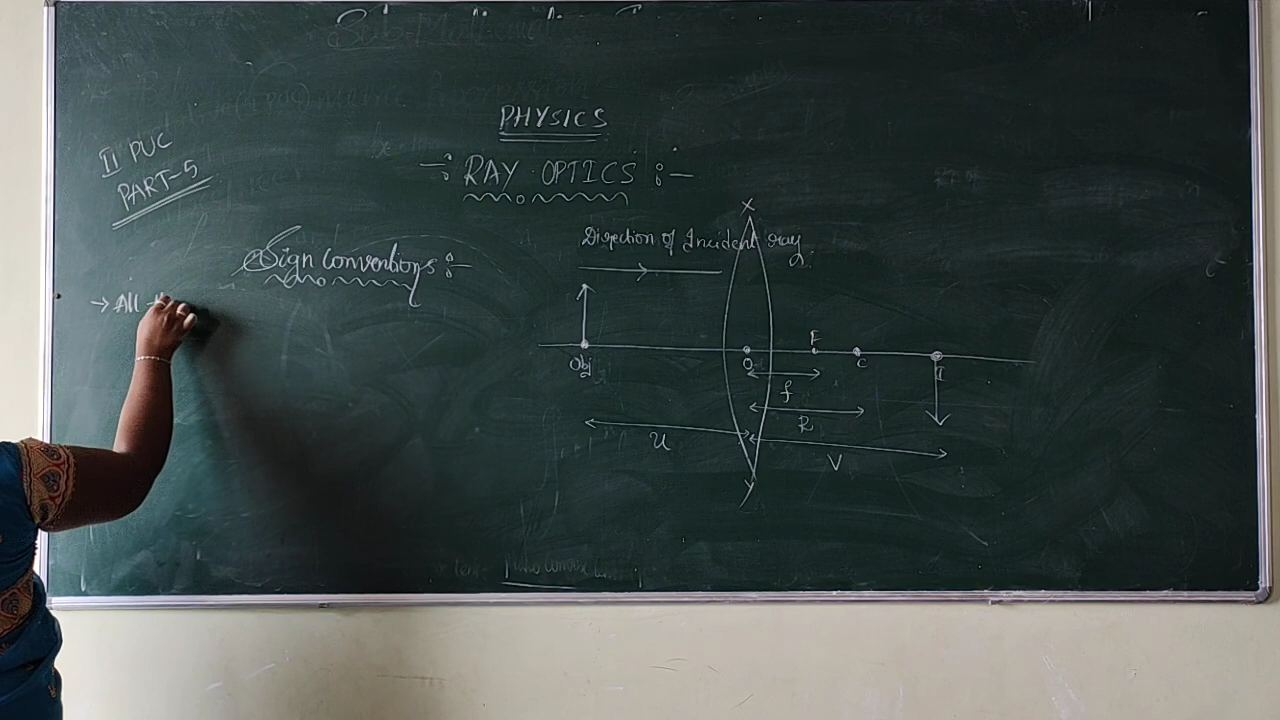 PHYSICS
II PUC
PART-5
-: RAY OPTICS :-
Sign Conventions :-
Direction of Incident ray.
→ All
X
Obj
O
F
C
I
f
R
u
V
Y